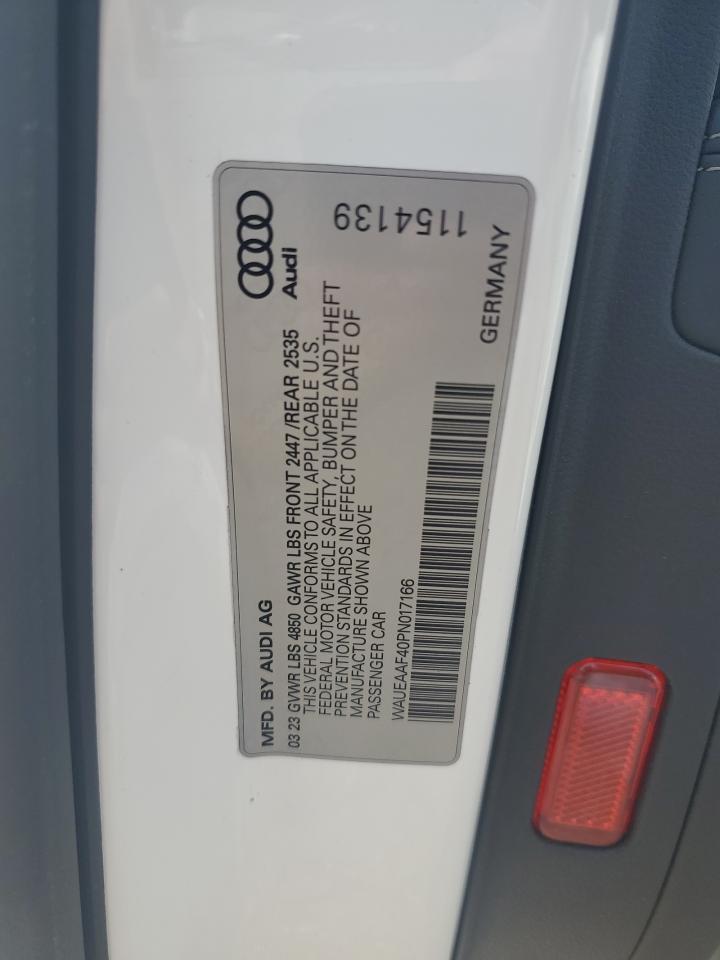 Audi
1154139
MFD. BY AUDI AG
03 23 GVWR LBS 4850 GAWR LBS FRONT 2447 /REAR 2535
THIS VEHICLE CONFORMS TO ALL APPLICABLE U.S.
FEDERAL MOTOR VEHICLE SAFETY, BUMPER AND THEFT
PREVENTION STANDARDS IN EFFECT ON THE DATE OF
MANUFACTURE SHOWN ABOVE
PASSENGER CAR
WAUEAAF40PN017166
GERMANY